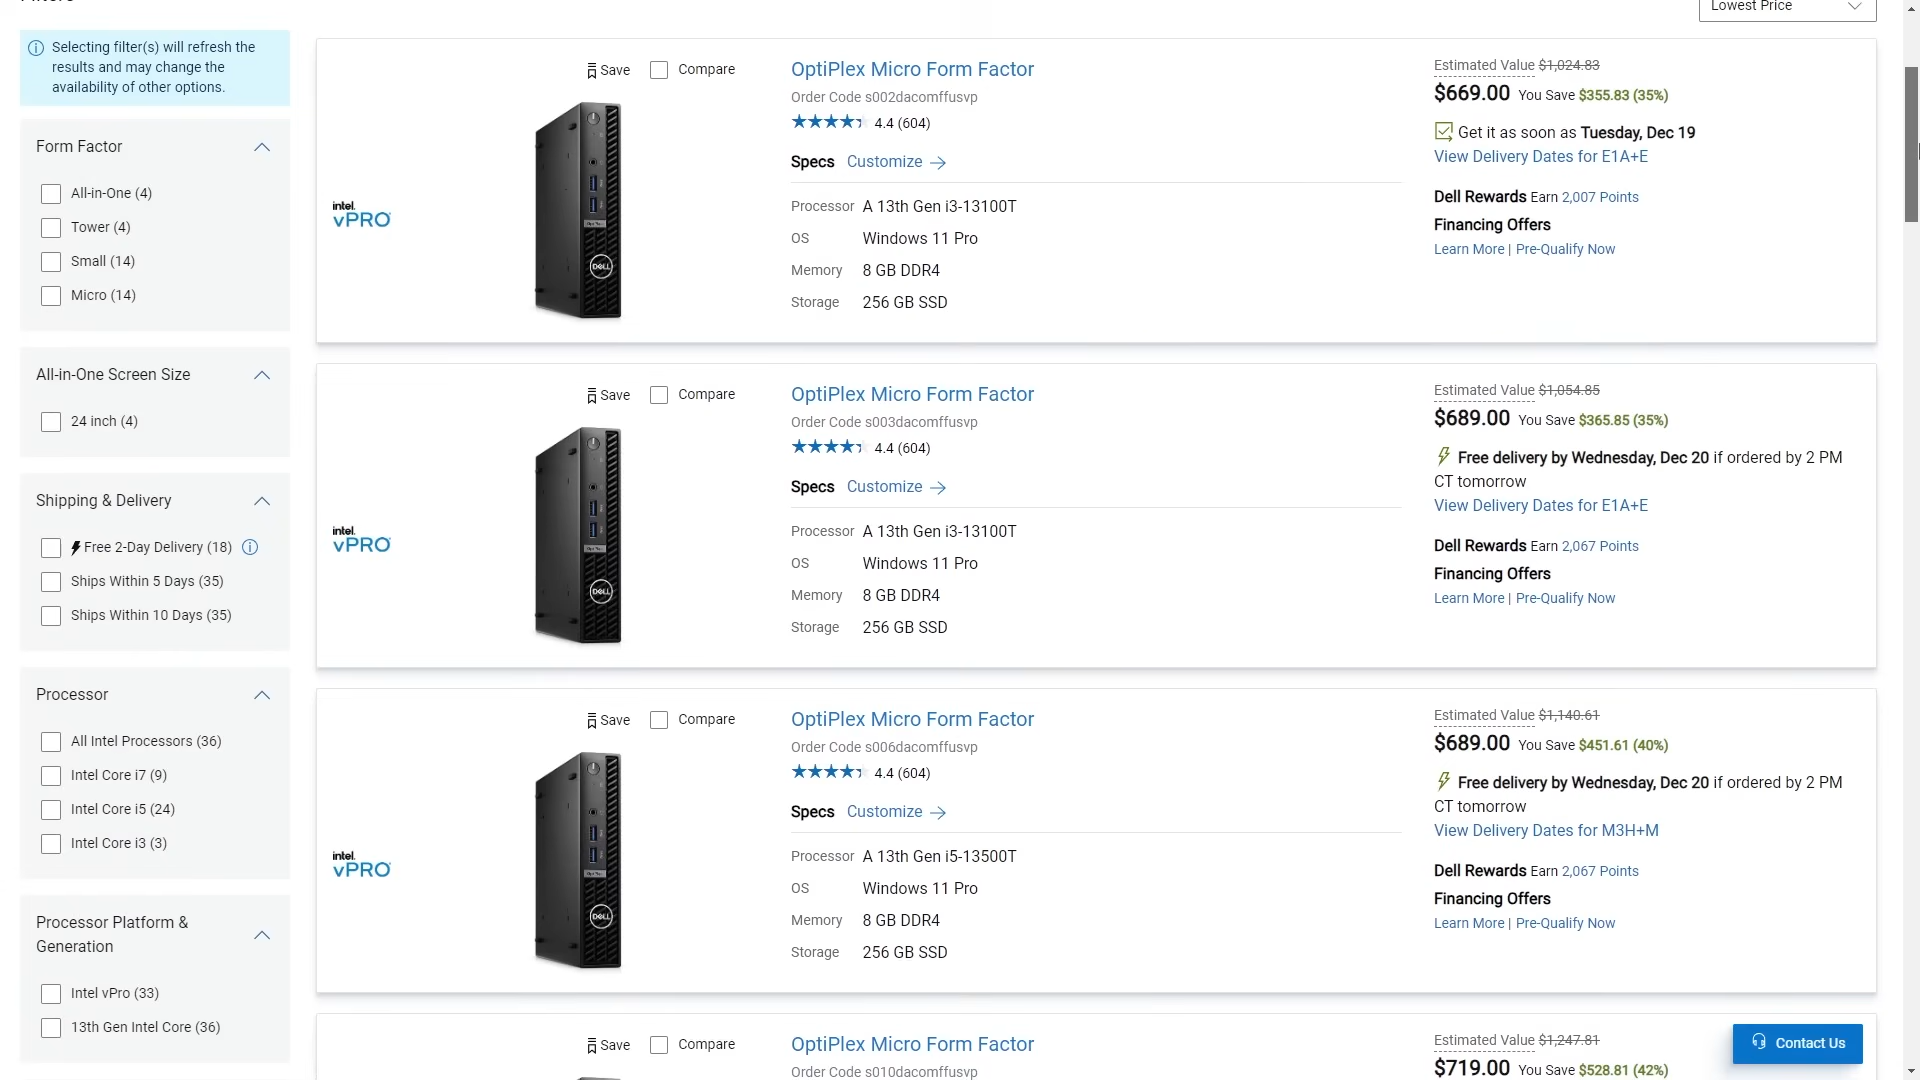 Lowest Price
Selecting filter(s) will refresh the
results and may change the
availability of other options.
Form Factor
All-in-One (4)
Tower (4)
Small (14)
Micro (14)
All-in-One Screen Size
24 inch (4)
Shipping & Delivery
Free 2-Day Delivery (18)
Ships Within 5 Days (35)
Ships Within 10 Days (35)
Processor
All Intel Processors (36)
Intel Core i7 (9)
Intel Core i5 (24)
Intel Core i3 (3)
Processor Platform &
Generation
Intel vPro (33)
13th Gen Intel Core (36)
Save Compare
intel.
vPRO
DELL
OptiPlex Micro Form Factor
Order Code s002dacomffusvp
4.4 (604)
Specs Customize
Processor A 13th Gen i3-13100T
OS Windows 11 Pro
Memory 8 GB DDR4
Storage 256 GB SSD
Estimated Value $1,024.83
$669.00 You Save $355.83 (35%)
Get it as soon as Tuesday, Dec 19
View Delivery Dates for E1A+E
Dell Rewards Earn 2,007 Points
Financing Offers
Learn More | Pre-Qualify Now
Save Compare
intel.
vPRO
DELL
OptiPlex Micro Form Factor
Order Code s003dacomffusvp
4.4 (604)
Specs Customize
Processor A 13th Gen i3-13100T
OS Windows 11 Pro
Memory 8 GB DDR4
Storage 256 GB SSD
Estimated Value $1,054.85
$689.00 You Save $365.85 (35%)
Free delivery by Wednesday, Dec 20 if ordered by 2 PM
CT tomorrow
View Delivery Dates for E1A+E
Dell Rewards Earn 2,067 Points
Financing Offers
Learn More | Pre-Qualify Now
Save Compare
intel.
vPRO
DELL
OptiPlex Micro Form Factor
Order Code s006dacomffusvp
4.4 (604)
Specs Customize
Processor A 13th Gen i5-13500T
OS Windows 11 Pro
Memory 8 GB DDR4
Storage 256 GB SSD
Estimated Value $1,140.61
$689.00 You Save $451.61 (40%)
Free delivery by Wednesday, Dec 20 if ordered by 2 PM
CT tomorrow
View Delivery Dates for M3H+M
Dell Rewards Earn 2,067 Points
Financing Offers
Learn More | Pre-Qualify Now
Save Compare
OptiPlex Micro Form Factor
Order Code s010dacomffusvp
Estimated Value $1,247.81
$719.00 You Save $528.81 (42%)
Contact Us